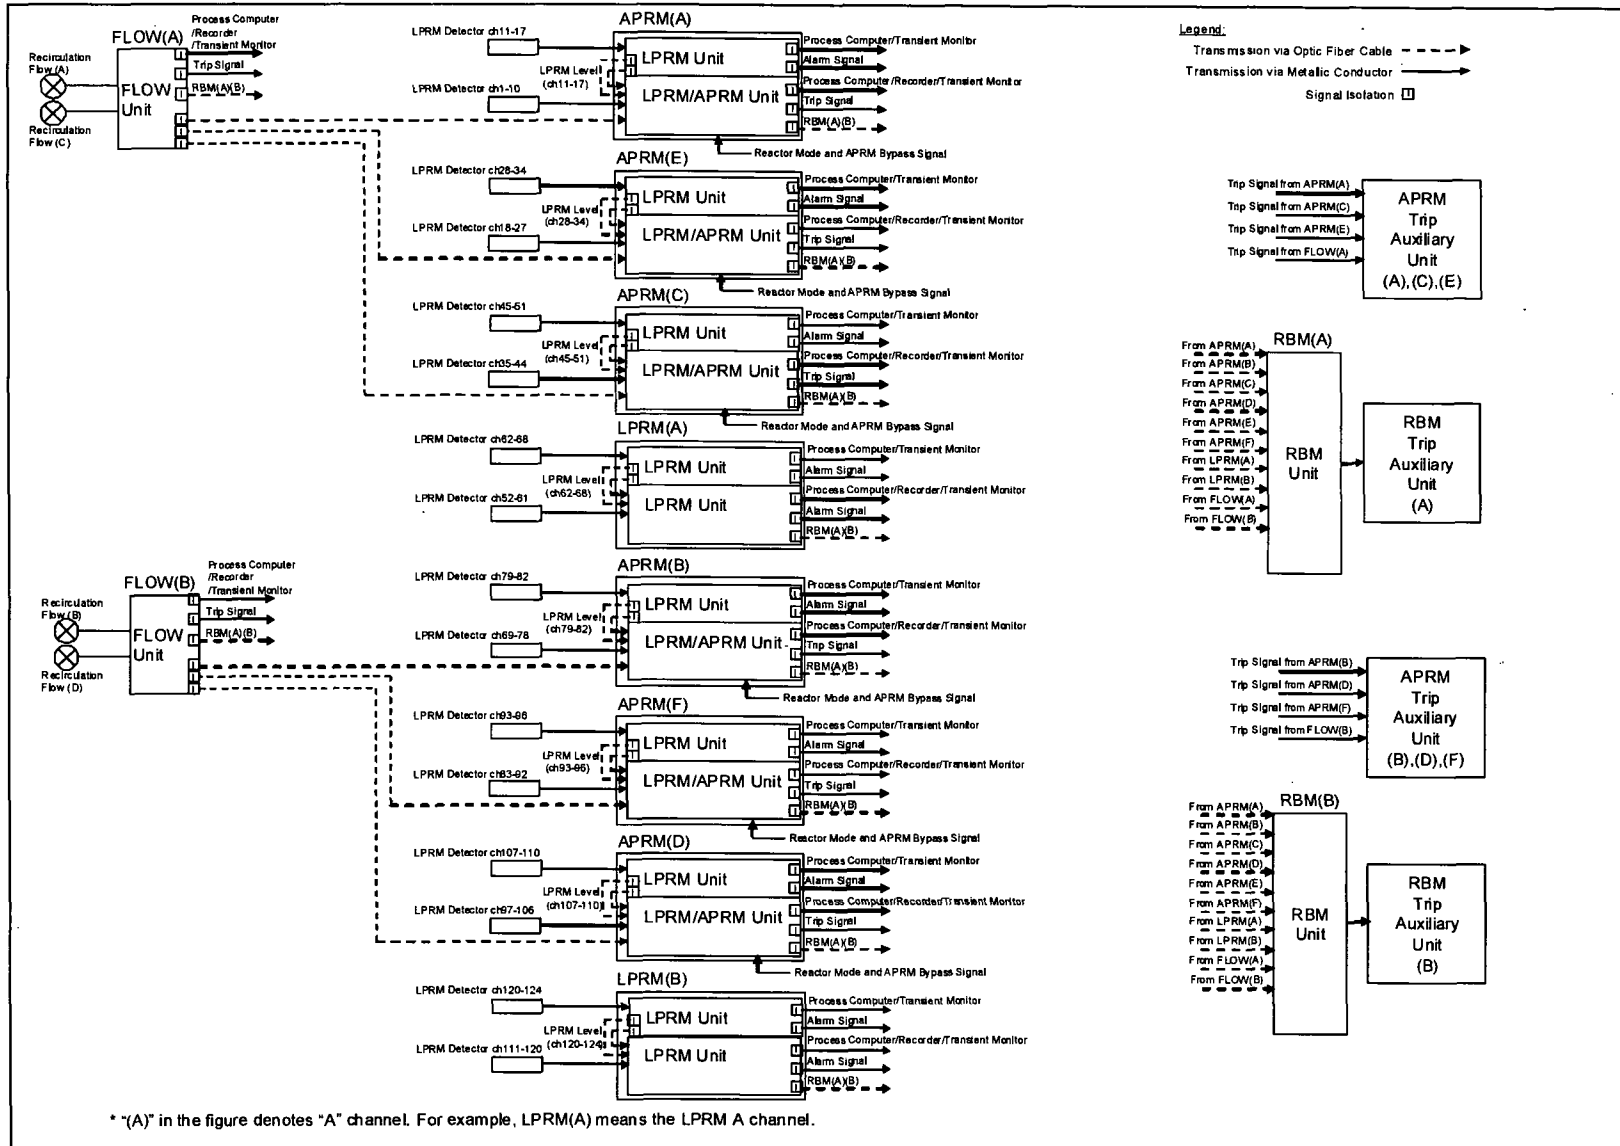 FLOW(A)
Process Computer
/Recorder
/Transient Monitor
Trip Signal
RBM(A)(B)
Recirculation
Flow(A)
FLOW
Unit
Recirculation
Flow(C)
APRM(A)
LPRM Detector ch11-17
LPRM Detector ch1-10
LPRM Level
(ch11-17)
LPRM Unit
LPRM/APRM Unit
Process Computer/Transient Monitor
Alarm Signal
Process Computer/Recorder/Transient Monitor
Trip Signal
RBM(A)(B)
Reactor Mode and APRM Bypass Signal
APRM(E)
LPRM Detector ch28-34
LPRM Detector ch18-27
LPRM Level
(ch28-34)
LPRM Unit
LPRM/APRM Unit
Process Computer/Transient Monitor
Alarm Signal
Process Computer/Recorder/Transient Monitor
Trip Signal
RBM(A)(B)
Reactor Mode and APRM Bypass Signal
APRM(C)
LPRM Detector ch45-51
LPRM Detector ch35-44
LPRM Level
(ch45-51)
LPRM Unit
LPRM/APRM Unit
Process Computer/Transient Monitor
Alarm Signal
Process Computer/Recorder/Transient Monitor
Trip Signal
RBM(A)(B)
Reactor Mode and APRM Bypass Signal
LPRM(A)
LPRM Detector ch62-68
LPRM Detector ch52-61
LPRM Level
(ch62-68)
LPRM Unit
LPRM Unit
Process Computer/Transient Monitor
Alarm Signal
Process Computer/Recorder/Transient Monitor
Alarm Signal
RBM(A)(B)
FLOW(B)
Process Computer
/Recorder
/Transient Monitor
Trip Signal
RBM(A)(B)
Recirculation
Flow(B)
FLOW
Unit
Recirculation
Flow(D)
APRM(B)
LPRM Detector ch79-82
LPRM Detector ch69-78
LPRM Level
(ch79-82)
LPRM Unit
LPRM/APRM Unit
Process Computer/Transient Monitor
Alarm Signal
Process Computer/Recorder/Transient Monitor
Trip Signal
RBM(A)(B)
Reactor Mode and APRM Bypass Signal
APRM(F)
LPRM Detector ch93-96
LPRM Detector ch83-92
LPRM Level
(ch93-96)
LPRM Unit
LPRM/APRM Unit
Process Computer/Transient Monitor
Alarm Signal
Process Computer/Recorder/Transient Monitor
Trip Signal
RBM(A)(B)
Reactor Mode and APRM Bypass Signal
APRM(D)
LPRM Detector ch107-110
LPRM Detector ch97-106
LPRM Level
(ch107-110)
LPRM Unit
LPRM/APRM Unit
Process Computer/Transient Monitor
Alarm Signal
Process Computer/Recorder/Transient Monitor
Trip Signal
RBM(A)(B)
Reactor Mode and APRM Bypass Signal
LPRM(B)
LPRM Detector ch120-124
LPRM Detector ch111-120
LPRM Level
(ch120-124)
LPRM Unit
LPRM Unit
Process Computer/Transient Monitor
Alarm Signal
Process Computer/Recorder/Transient Monitor
Alarm Signal
RBM(A)(B)
Legend:
Transmission via Optic Fiber Cable
Transmission via Metallic Conductor
Signal Isolation I
Trip Signal from APRM(A)
Trip Signal from APRM(C)
Trip Signal from APRM(E)
Trip Signal from FLOW(A)
APRM
Trip
Auxiliary
Unit
(A),(C),(E)
RBM(A)
From APRM(A)
From APRM(B)
From APRM(C)
From APRM(D)
From APRM(E)
From APRM(F)
From LPRM(A)
From LPRM(B)
From FLOW(A)
From FLOW(B)
RBM
Unit
RBM
Trip
Auxiliary
Unit
(A)
Trip Signal from APRM(B)
Trip Signal from APRM(D)
Trip Signal from APRM(F)
Trip Signal from FLOW(B)
APRM
Trip
Auxiliary
Unit
(B),(D),(F)
RBM(B)
From APRM(A)
From APRM(B)
From APRM(C)
From APRM(D)
From APRM(E)
From APRM(F)
From LPRM(A)
From LPRM(B)
From FLOW(A)
From FLOW(B)
RBM
Unit
RBM
Trip
Auxiliary
Unit
(B)
* "(A)" in the figure denotes "A" channel. For example, LPRM(A) means the LPRM A channel.